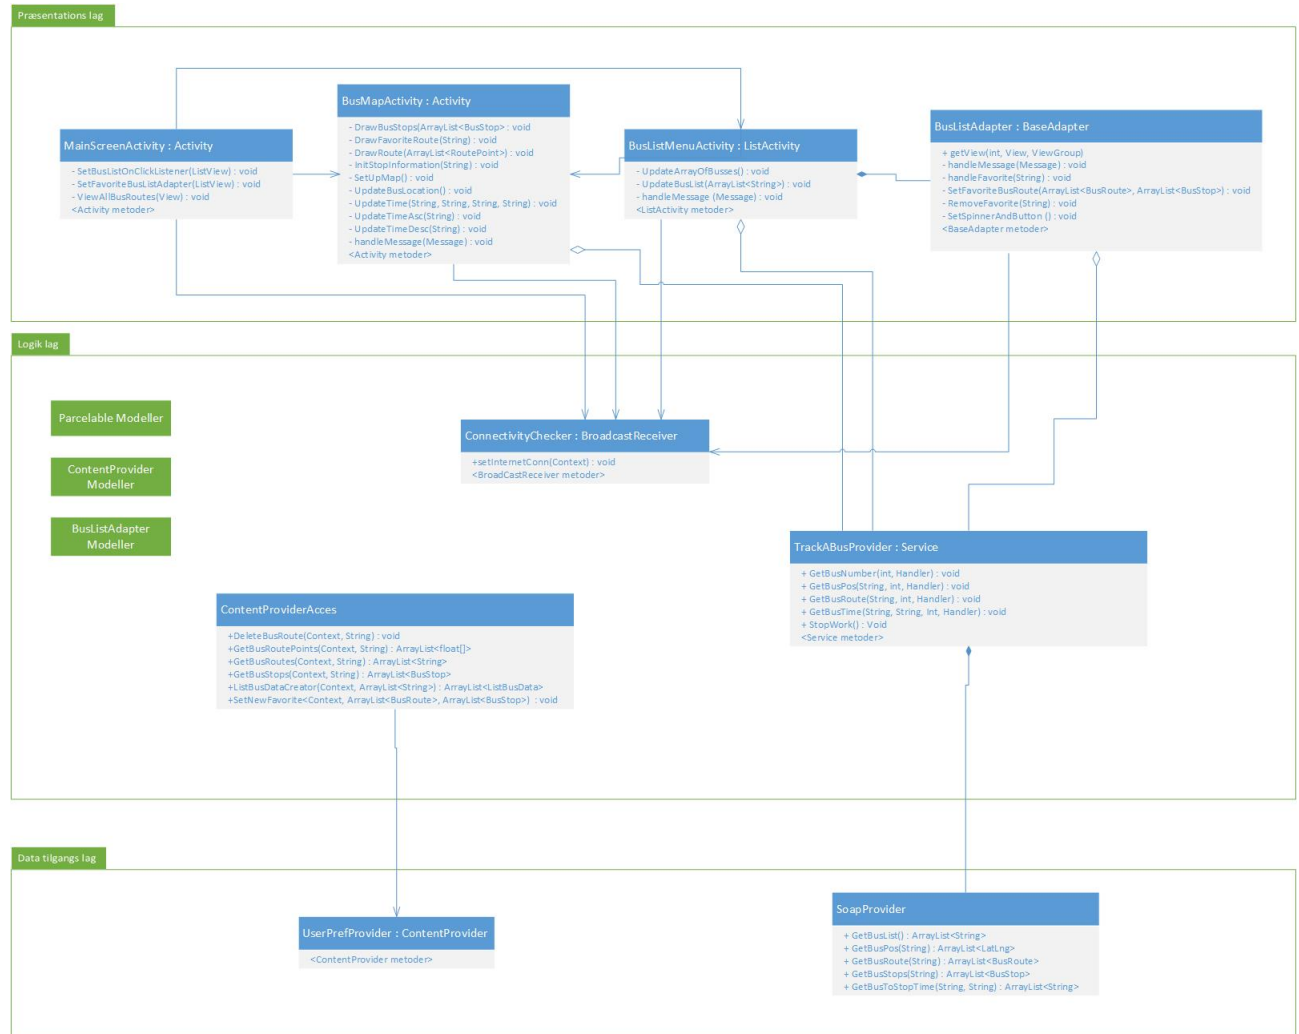 Præsentations lag
MainScreenActivity : Activity
- SetBusListOnClickListener(ListView) : void
- SetFavoriteBusListAdapter(ListView) : void
- ViewAllBusRoutes(View) : void
<Activity metoder>
BusMapActivity : Activity
- DrawBusStops(ArrayList<BusStop> : void
- DrawFavoriteRoute(String) : void
- DrawRoute(ArrayList<RoutePoint>) : void
- InitStopInformation(String) : void
- SetUpMap() : void
- UpdateBusLocation() : void
- UpdateTime(String, String, String, String) : void
- UpdateTimeAsc(String) : void
- UpdateTimeDesc(String) : void
- handleMessage(Message) : void
<Activity metoder>
BusListMenuActivity : ListActivity
- UpdateArrayOfBusses() : void
- UpdateBusList(ArrayList<String>) : void
- handleMessage (Message) : void
<ListActivity metoder>
BusListAdapter : BaseAdapter
+ getView(int, View, ViewGroup)
- handleMessage(Message) : void
- handleFavorite(String) : void
- SetFavoriteBusRoute(ArrayList<BusRoute>, ArrayList<BusStop>) : void
- RemoveFavorite(String) : void
- SetSpinnerAndButton () : void
<BaseAdapter metoder>
Logik lag
Parcelable Modeller
ContentProvider
Modeller
BusListAdapter
Modeller
ConnectivityChecker : BroadcastReceiver
+setInternetConn(Context) : void
<BroadCastReceiver metoder>
TrackABusProvider : Service
+ GetBusNumber(int, Handler) : void
+ GetBusPos(String, int, Handler) : void
+ GetBusRoute(String, int, Handler) : void
+ GetBusTime(String, String, Int, Handler) : void
+ StopWork() : Void
<Service metoder>
ContentProviderAcces
+DeleteBusRoute(Context, String) : void
+GetBusRoutePoints(Context, String) : ArrayList<float[]>
+GetBusRoutes(Context, String) : ArrayList<String>
+GetBusStops(Context, String) : ArrayList<BusStop>
+ListBusDataCreator(Context, ArrayList<String>) : ArrayList<ListBusData>
+SetNewFavorite<Context, ArrayList<BusRoute>, ArrayList<BusStop>) : void
Data tilgangs lag
UserPrefProvider : ContentProvider
<ContentProvider metoder>
SoapProvider
+ GetBusList() : ArrayList<String>
+ GetBusPos(String) : ArrayList<LatLng>
+ GetBusRoute(String) : ArrayList<BusRoute>
+ GetBusStops(String) : ArrayList<BusStop>
+ GetBusToStopTime(String, String) : ArrayList<String>